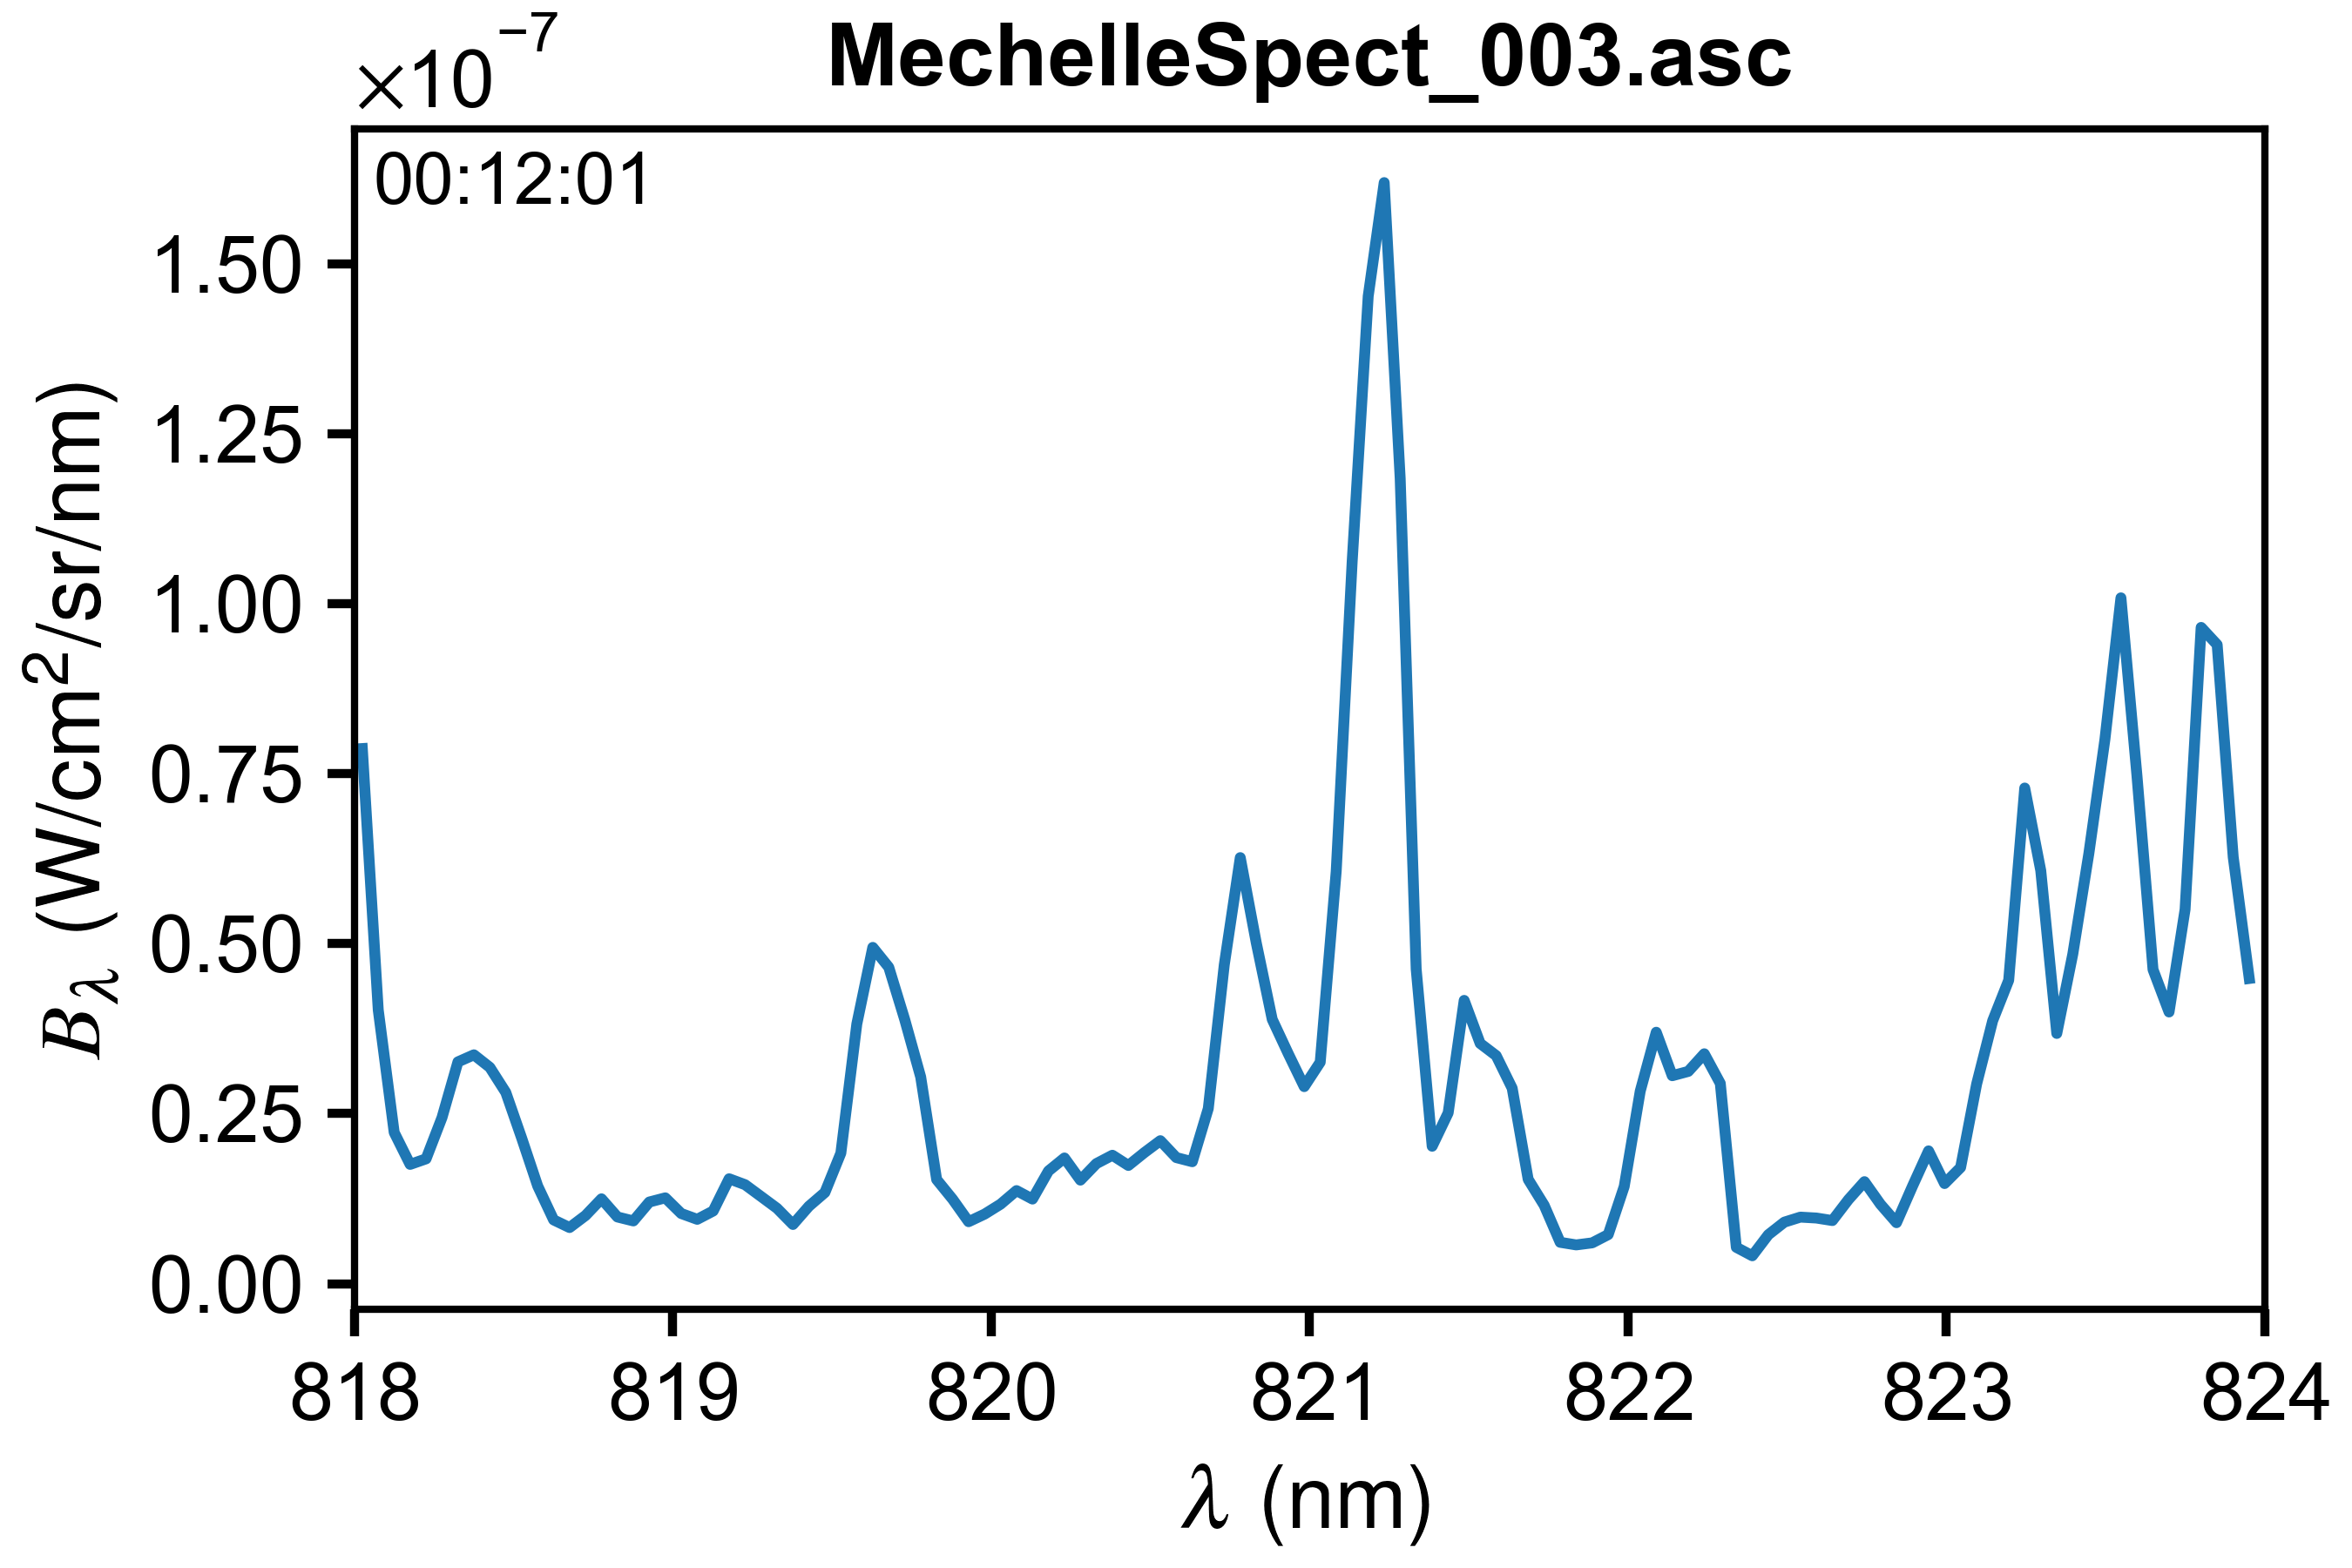 MechelleSpect_003.asc
×10⁻⁷
00:12:01
1.50
1.25
1.00
0.75
0.50
0.25
0.00
B_λ (W/cm²/sr/nm)
818 819 820 821 822 823 824
λ (nm)